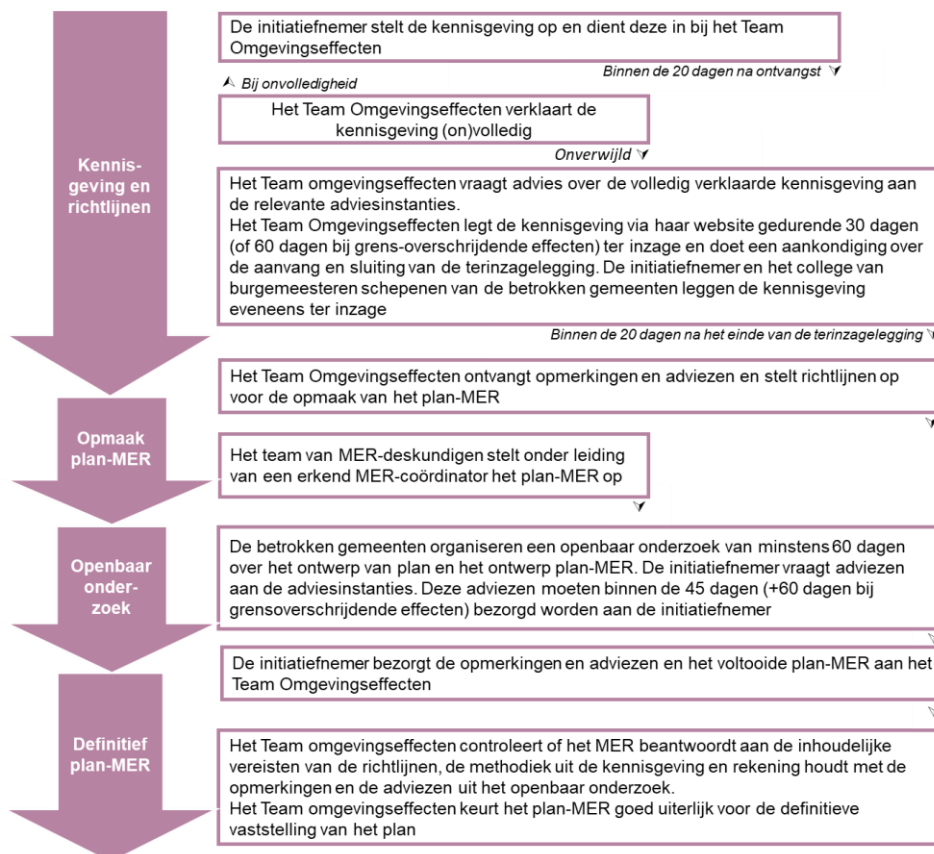 De initiatiefnemer stelt de kennisgeving op en dient deze in bij het Team
Omgevingseffecten
Binnen de 20 dagen na ontvangst
Bij onvolledigheid
Het Team Omgevingseffecten verklaart de
kennisgeving (on)volledig
Onverwijld
Kennis-
geving en
richtlijnen
Het Team omgevingseffecten vraagt advies over de volledig verklaarde kennisgeving aan
de relevante adviesinstanties.
Het Team Omgevingseffecten legt de kennisgeving via haar website gedurende 30 dagen
(of 60 dagen bij grens-overschrijdende effecten) ter inzage en doet een aankondiging over
de aanvang en sluiting van de terinzagelegging. De initiatiefnemer en het college van
burgemeesteren schepenen van de betrokken gemeenten leggen de kennisgeving
eveneens ter inzage
Binnen de 20 dagen na het einde van de terinzagelegging
Het Team Omgevingseffecten ontvangt opmerkingen en adviezen en stelt richtlijnen op
voor de opmaak van het plan-MER
Opmaak
plan-MER
Het team van MER-deskundigen stelt onder leiding
van een erkend MER-coördinator het plan-MER op
Openbaar
onder-
zoek
De betrokken gemeenten organiseren een openbaar onderzoek van minstens 60 dagen
over het ontwerp van plan en het ontwerp plan-MER. De initiatiefnemer vraagt adviezen
aan de adviesinstanties. Deze adviezen moeten binnen de 45 dagen (+60 dagen bij
grensoverschrijdende effecten) bezorgd worden aan de initiatiefnemer
De initiatiefnemer bezorgt de opmerkingen en adviezen en het voltooide plan-MER aan het
Team Omgevingseffecten
Definitief
plan-MER
Het Team omgevingseffecten controleert of het MER beantwoordt aan de inhoudelijke
vereisten van de richtlijnen, de methodiek uit de kennisgeving en rekening houdt met de
opmerkingen en de adviezen uit het openbaar onderzoek.
Het Team omgevingseffecten keurt het plan-MER goed uiterlijk voor de definitieve
vaststelling van het plan